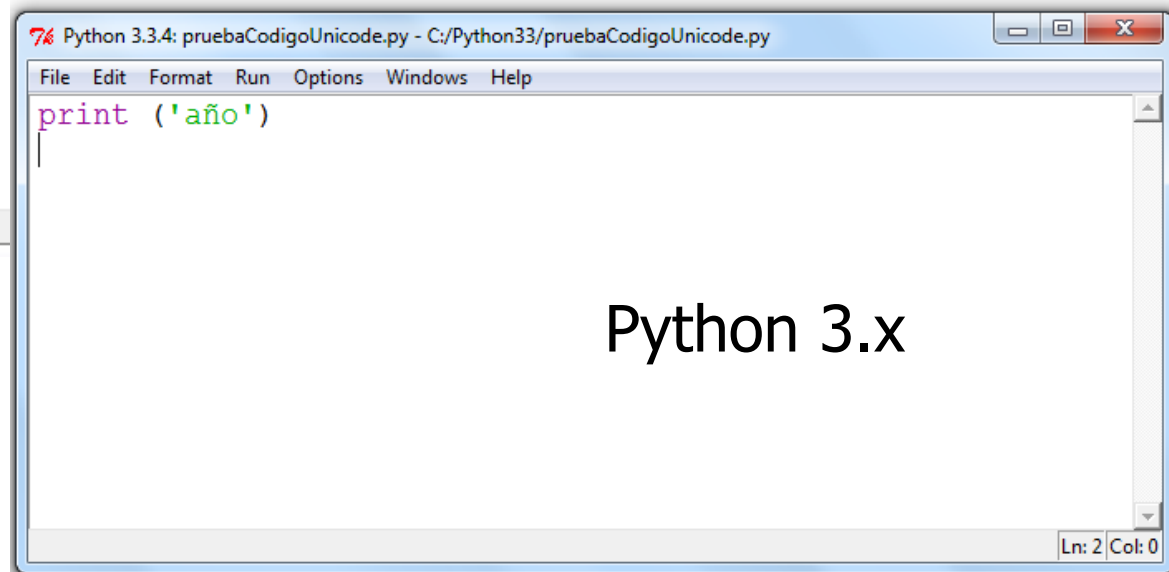 Python 3.3.4: pruebaCodigoUnicode.py - C:/Python33/pruebaCodigoUnicode.py
File Edit Format Run Options Windows Help
print ('año')
Python 3.x
Ln: 2 Col: 0